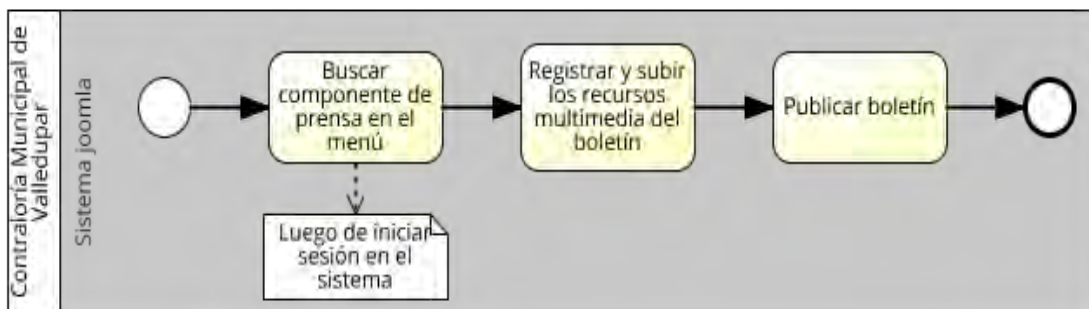 Contraloría Municipal de
Valledupar
Sistema joomla
Buscar
componente de
prensa en el
menú
Luego de iniciar
sesión en el
sistema
Registrar y subir
los recursos
multimedia del
boletín
Publicar boletín